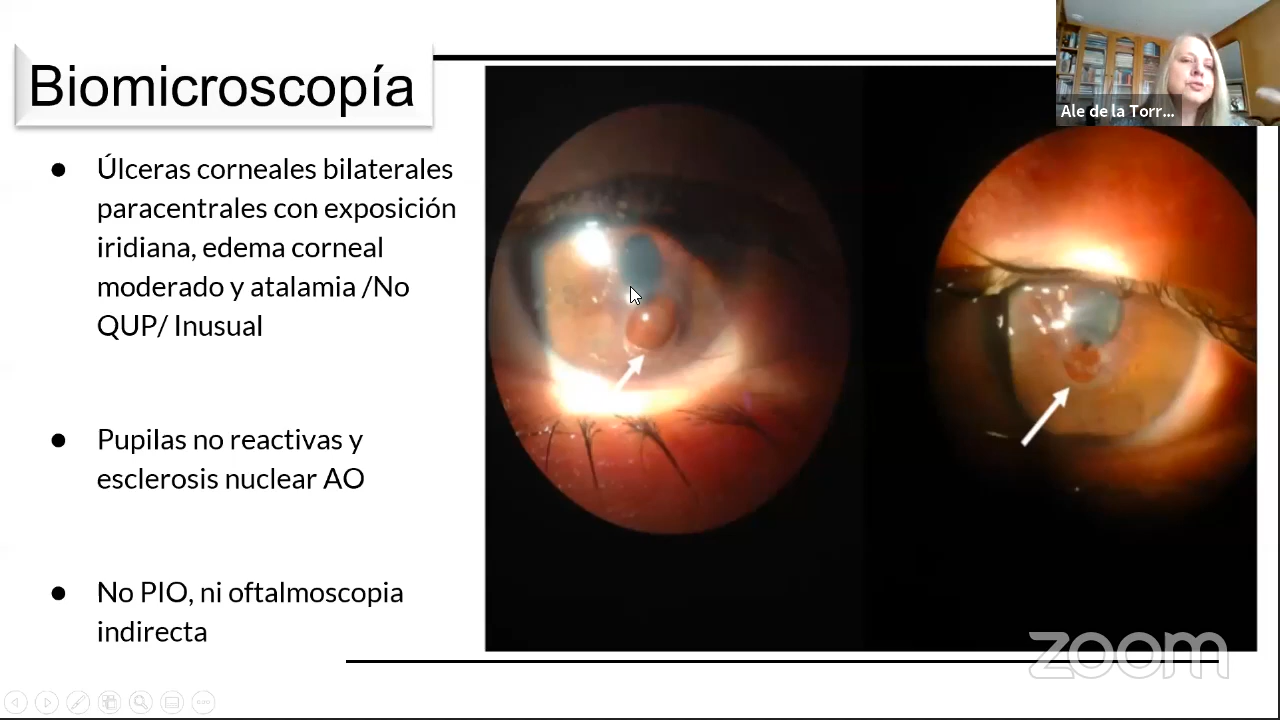 Biomicroscopía
Ale de la Torr...
● Úlceras corneales bilaterales
paracentrales con exposición
iridiana, edema corneal
moderado y atalamia /No
QUP/ Inusual
● Pupilas no reactivas y
esclerosis nuclear AO
● No PIO, ni oftalmoscopia
indirecta
zoom